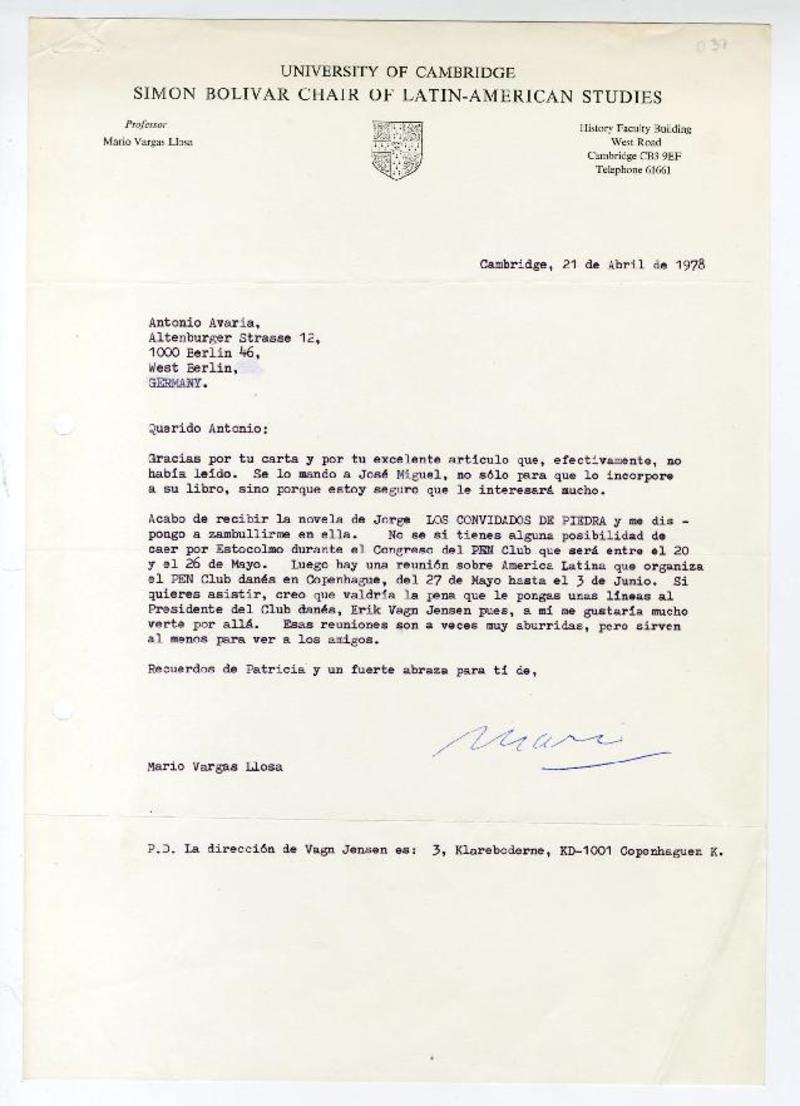 037
UNIVERSITY OF CAMBRIDGE
SIMON BOLIVAR CHAIR OF LATIN-AMERICAN STUDIES
Professor
Mario Vargas Llosa
History Faculty Building
West Road
Cambridge CB3 9EF
Telephone 61661
Cambridge, 21 de Abril de 1978
Antonio Avaria,
Altenburger Strasse 12,
1000 Berlin 46,
West Berlin,
GERMANY.
Querido Antonio:
Gracias por tu carta y por tu excelente artículo que, efectivamente, no
había leído. Se lo mando a José Miguel, no sólo para que lo incorpore
a su libro, sino porque estoy seguro que le interesará mucho.
Acabo de recibir la novela de Jorge LOS CONVIDADOS DE PIEDRA y me dis -
pongo a zambullirme en ella. No se si tienes alguna posibilidad de
caer por Estocolmo durante el Congreso del PEN Club que será entre el 20
y el 26 de Mayo. Luego hay una reunión sobre America Latina que organiza
el PEN Club danés en Copenhague, del 27 de Mayo hasta el 3 de Junio. Si
quieres asistir, creo que valdría la pena que le pongas unas líneas al
Presidente del Club danés, Erik Vagn Jensen pues, a mí me gustaría mucho
verte por allá. Esas reuniones son a veces muy aburridas, pero sirven
al menos para ver a los amigos.
Recuerdos de Patricia y un fuerte abraza para tí de,
Mario
Mario Vargas Llosa
P.D. La dirección de Vagn Jensen es: 3, Klareboderne, KD-1001 Copenhaguen K.